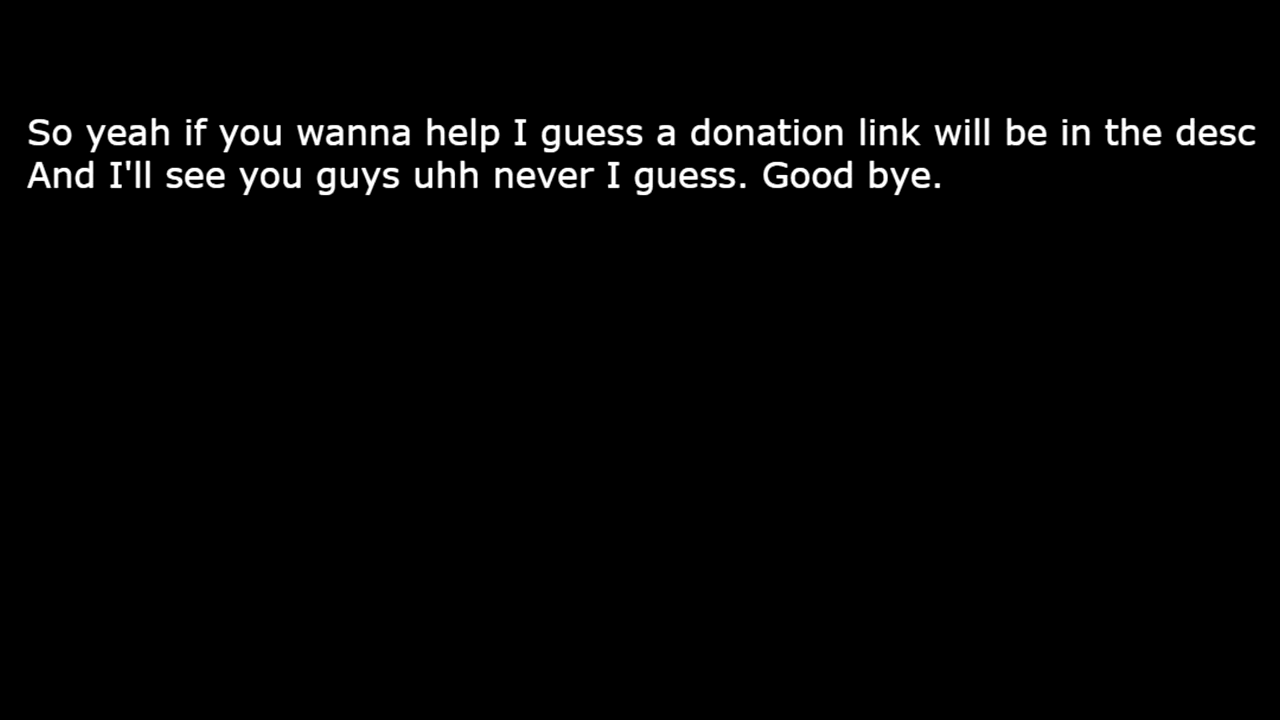 So yeah if you wanna help I guess a donation link will be in the desc
And I'll see you guys uhh never I guess. Good bye.